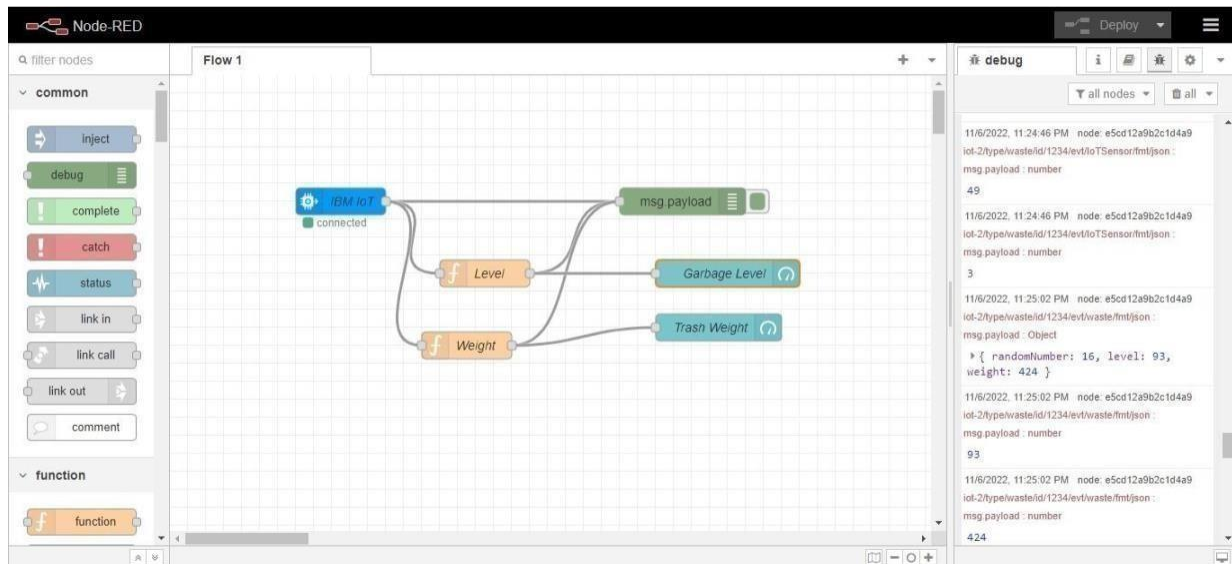 Node-RED
Deploy
filter nodes
common
inject
debug
complete
catch
status
link in
link call
link out
comment
function
function
Flow 1
IBM IoT
connected
Level
Weight
msg.payload
Garbage Level
Trash Weight
debug
all nodes
all
11/6/2022, 11:24:46 PM node: e5cd12a9b2c1d4a9
iot-2/type/waste/id/1234/evt/IoTSensor/fmt/json :
msg.payload : number
49
11/6/2022, 11:24:46 PM node: e5cd12a9b2c1d4a9
iot-2/type/waste/id/1234/evt/IoTSensor/fmt/json :
msg.payload : number
3
11/6/2022, 11:25:02 PM node: e5cd12a9b2c1d4a9
iot-2/type/waste/id/1234/evt/waste/fmt/json :
msg.payload : Object
{ randomNumber: 16, level: 93,
weight: 424 }
11/6/2022, 11:25:02 PM node: e5cd12a9b2c1d4a9
iot-2/type/waste/id/1234/evt/waste/fmt/json :
msg.payload : number
93
11/6/2022, 11:25:02 PM node: e5cd12a9b2c1d4a9
iot-2/type/waste/id/1234/evt/waste/fmt/json :
msg.payload : number
424